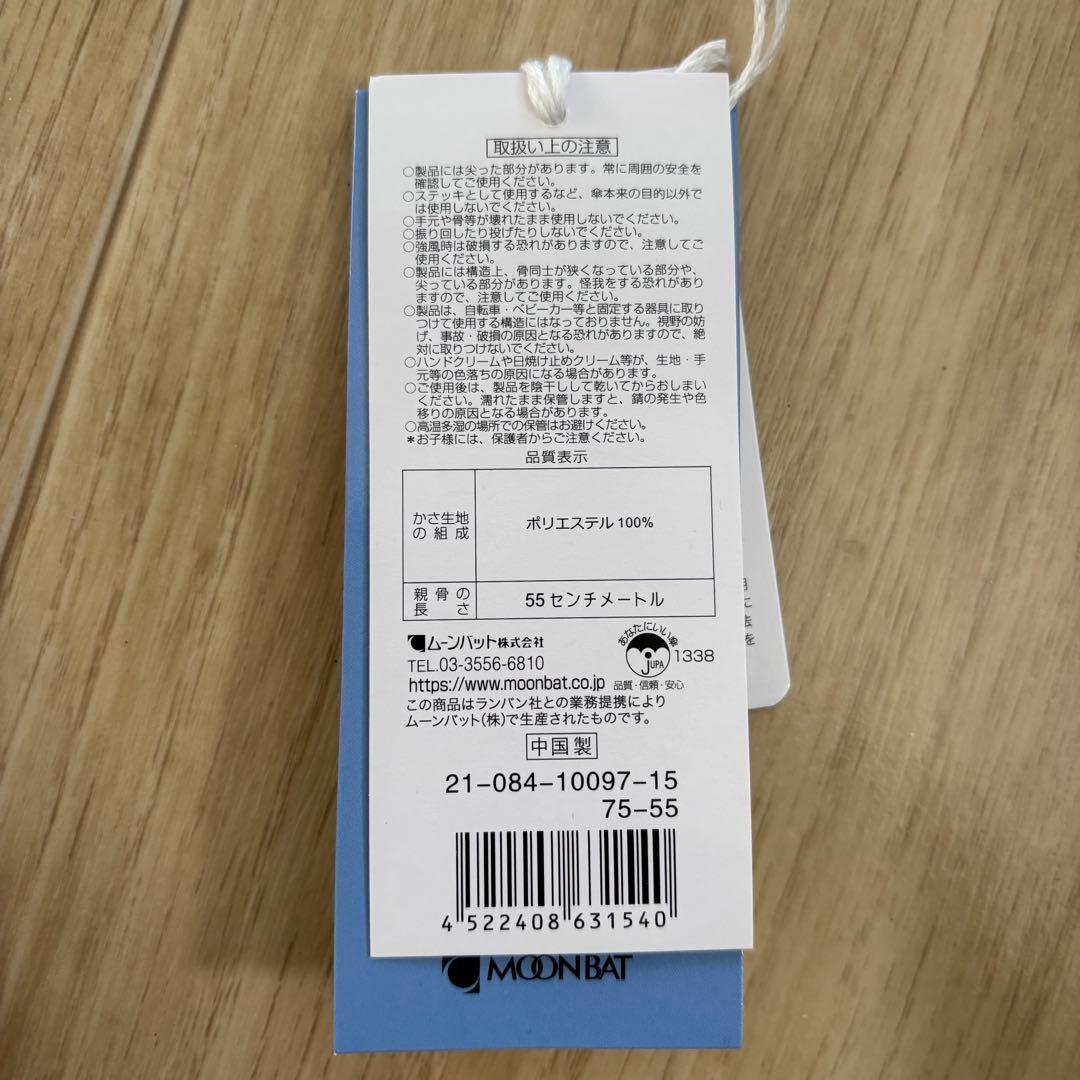 取扱い上の注意
○製品には尖った部分があります。常に周囲の安全を
確認してご使用ください。
○ステッキとして使用するなど、傘本来の目的以外で
は使用しないでください。
○手元や骨等が壊れたまま使用しないでください。
○振り回したり投げたりしないでください。
○強風時は破損する恐れがありますので、注意してご
使用ください。
○製品には構造上、骨同士が狭くなっている部分や、
尖っている部分があります。怪我をする恐れがあり
ますので、注意してご使用ください。
○製品は、自転車・ベビーカー等と固定する器具に取り
つけて使用する構造にはなっておりません。視野の妨
げ、事故・破損の原因となる恐れがありますので、絶
対に取りつけないでください。
○ハンドクリームや日焼け止めクリーム等が、生地・手
元等の色落ちの原因になる場合があります。
○ご使用後は、製品を陰干しして乾いてからおしまい
ください。濡れたまま保管しますと、錆の発生や色
移りの原因となる場合があります。
○高温多湿の場所での保管はお避けください。
＊お子様には、保護者からご注意ください。
品質表示
かさ生地
の組成
ポリエステル 100%
親骨の
長さ
55センチメートル
ムーンバット株式会社
TEL.03-3556-6810
https://www.moonbat.co.jp
あなたにいい傘
JUPA
1338
品質・信頼・安心
この商品はランバン社との業務提携により
ムーンバット(株)で生産されたものです。
中国製
21-084-10097-15
75-55
4 522408 631540
MOONBAT
に
を